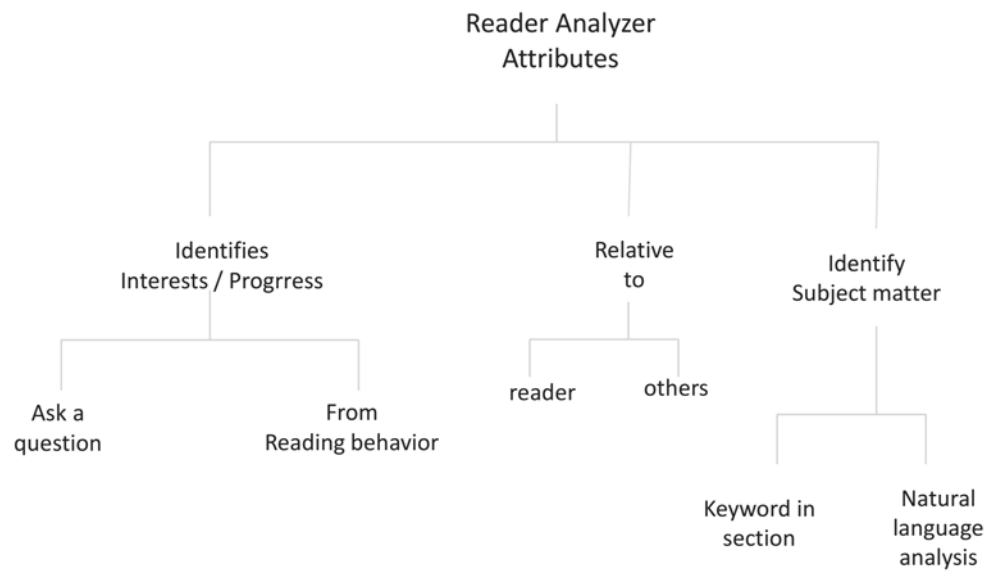 Reader Analyzer
Attributes
Identifies
Interests / Progrress
Relative
to
Identify
Subject matter
Ask a
question
From
Reading behavior
reader
others
Keyword in
section
Natural
language
analysis